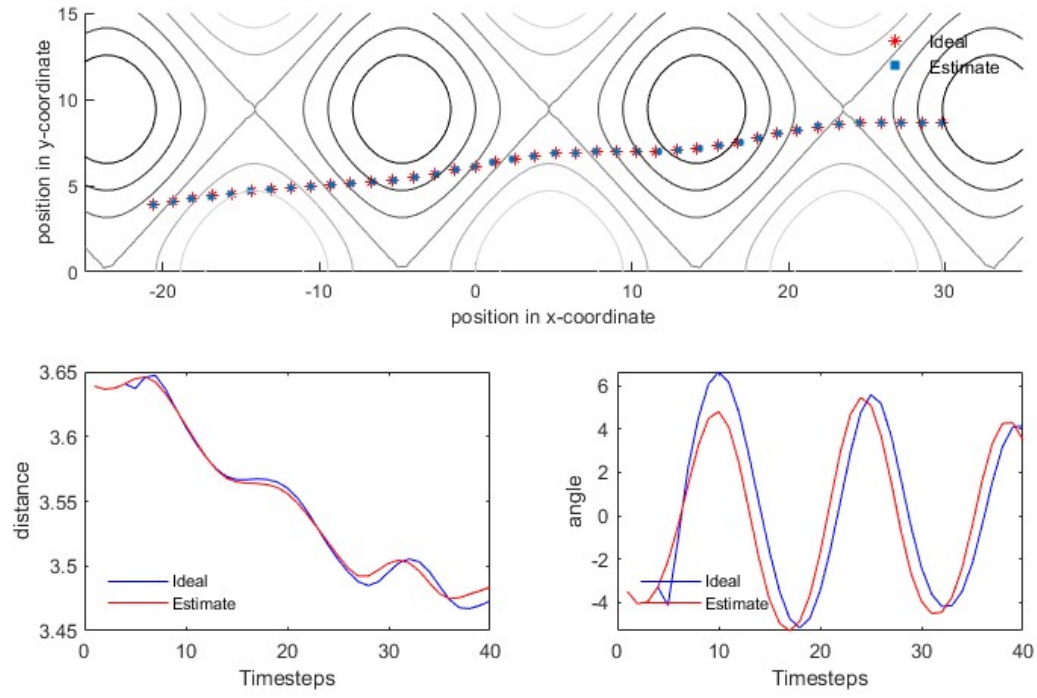 15
10
5
0
position in y-coordinate
Ideal
Estimate
-20
-10
0
10
20
30
position in x-coordinate
3.65
3.6
3.55
3.5
3.45
distance
Ideal
Estimate
0
10
20
30
40
Timesteps
6
4
2
0
-2
-4
angle
Ideal
Estimate
0
10
20
30
40
Timesteps